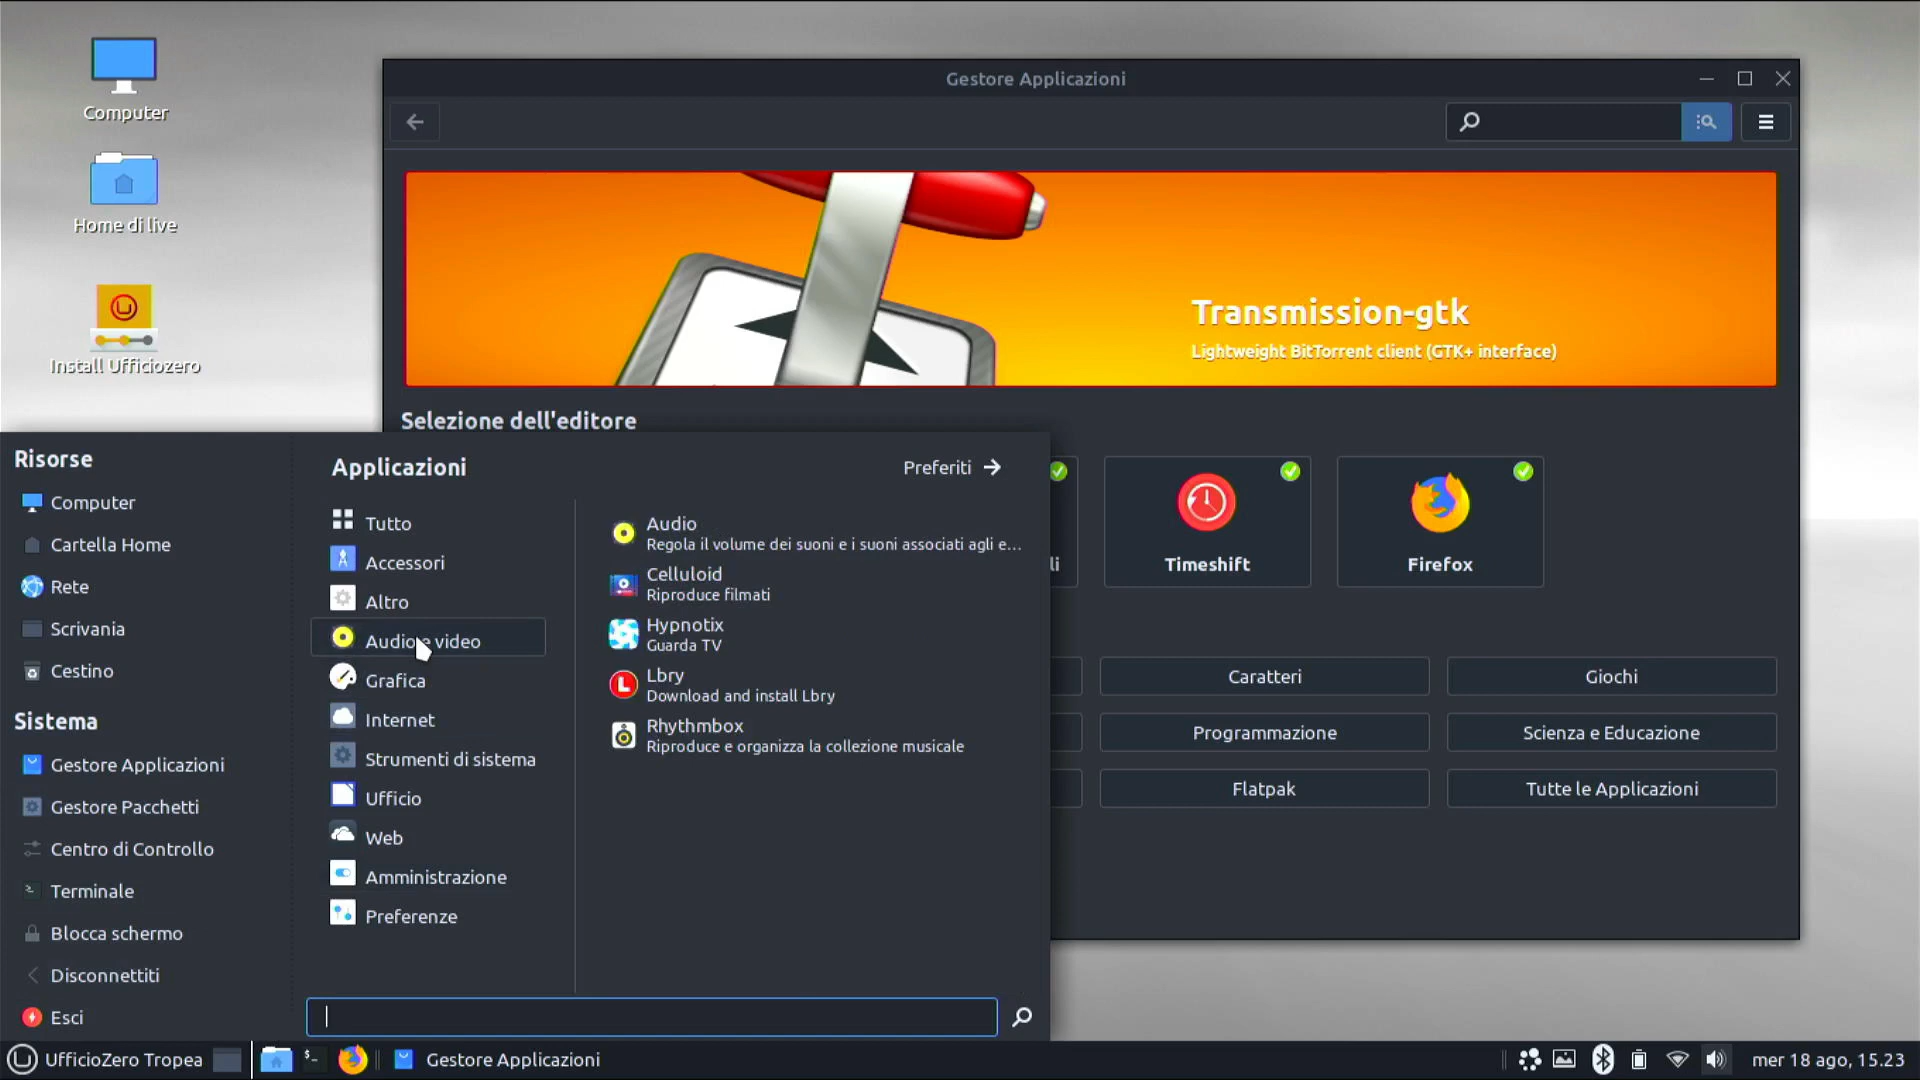 Computer
Home di live
Install Ufficiozero
Gestore Applicazioni
Transmission-gtk
Lightweight BitTorrent client (GTK+ interface)
Selezione dell'editore
li
Timeshift
Firefox
Caratteri
Giochi
Programmazione
Scienza e Educazione
Flatpak
Tutte le Applicazioni
Risorse
Computer
Cartella Home
Rete
Scrivania
Cestino
Sistema
Gestore Applicazioni
Gestore Pacchetti
Centro di Controllo
Terminale
Blocca schermo
Disconnettiti
Esci
Applicazioni
Preferiti
Tutto
Accessori
Altro
Audio e video
Grafica
Internet
Strumenti di sistema
Ufficio
Web
Amministrazione
Preferenze
Audio
Regola il volume dei suoni e i suoni associati agli e...
Celluloid
Riproduce filmati
Hypnotix
Guarda TV
Lbry
Download and install Lbry
Rhythmbox
Riproduce e organizza la collezione musicale
UfficioZero Tropea
Gestore Applicazioni
mer 18 ago, 15.23